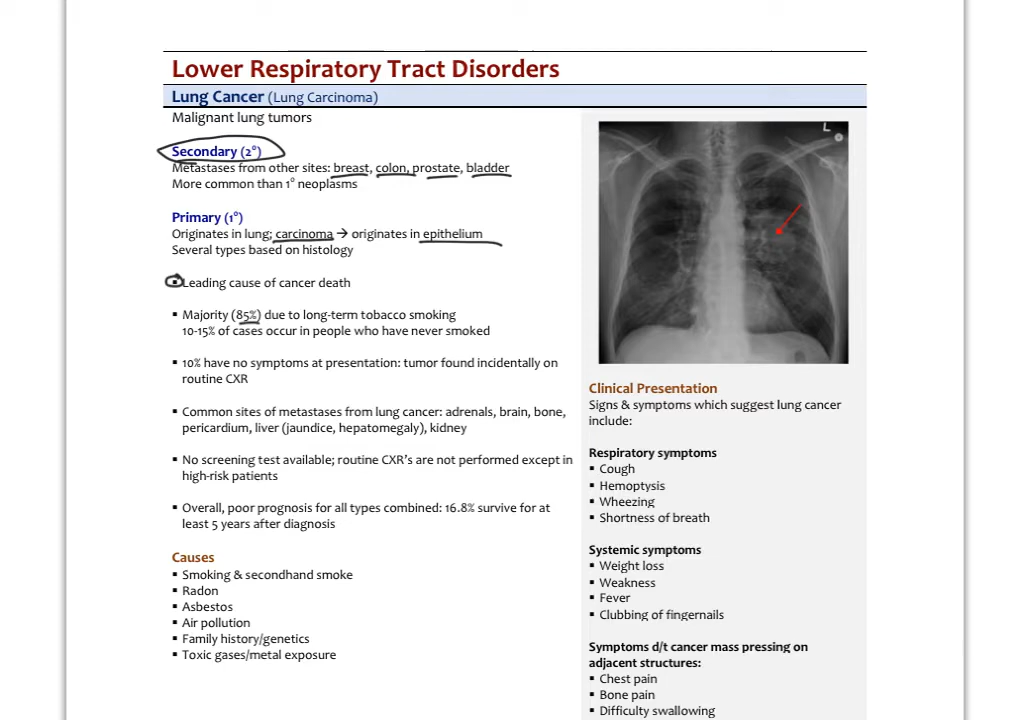 Lower Respiratory Tract Disorders
Lung Cancer (Lung Carcinoma)
Malignant lung tumors
Secondary (2°)
Metastases from other sites: breast, colon, prostate, bladder
More common than 1° neoplasms
Primary (1°)
Originates in lung; carcinoma → originates in epithelium
Several types based on histology
▪ Leading cause of cancer death
▪ Majority (85%) due to long-term tobacco smoking
10-15% of cases occur in people who have never smoked
▪ 10% have no symptoms at presentation: tumor found incidentally on
routine CXR
▪ Common sites of metastases from lung cancer: adrenals, brain, bone,
pericardium, liver (jaundice, hepatomegaly), kidney
▪ No screening test available; routine CXR's are not performed except in
high-risk patients
▪ Overall, poor prognosis for all types combined: 16.8% survive for at
least 5 years after diagnosis
Causes
▪ Smoking & secondhand smoke
▪ Radon
▪ Asbestos
▪ Air pollution
▪ Family history/genetics
▪ Toxic gases/metal exposure
L
Clinical Presentation
Signs & symptoms which suggest lung cancer
include:
Respiratory symptoms
▪ Cough
▪ Hemoptysis
▪ Wheezing
▪ Shortness of breath
Systemic symptoms
▪ Weight loss
▪ Weakness
▪ Fever
▪ Clubbing of fingernails
Symptoms d/t cancer mass pressing on
adjacent structures:
▪ Chest pain
▪ Bone pain
▪ Difficulty swallowing